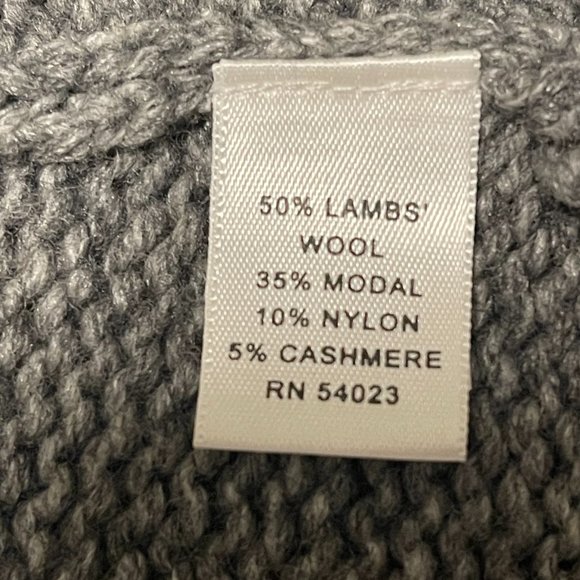 50% LAMBS'
WOOL
35% MODAL
10% NYLON
5% CASHMERE
RN 54023